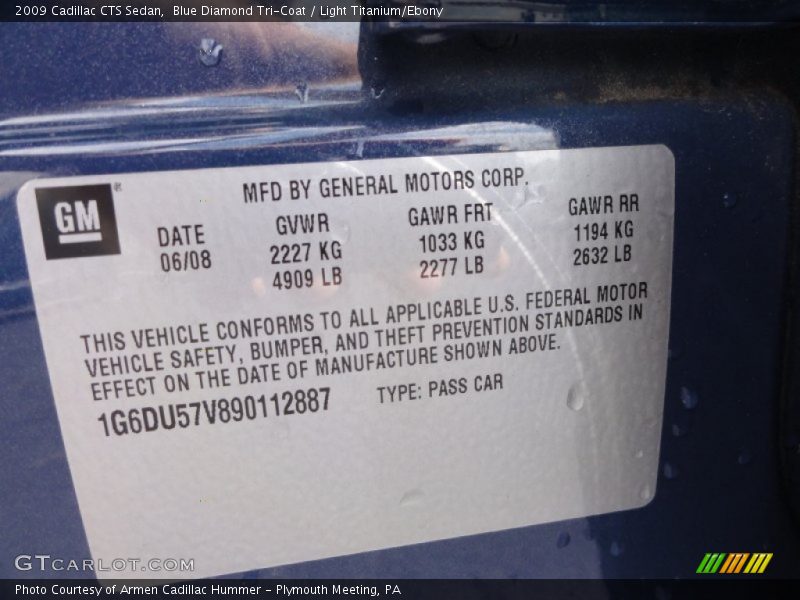 2009 Cadillac CTS Sedan,  Blue Diamond Tri-Coat / Light Titanium/Ebony
GM
®
MFD BY GENERAL MOTORS CORP.
DATE GVWR GAWR FRT GAWR RR
06/08 2227 KG 1033 KG 1194 KG
4909 LB 2277 LB 2632 LB
THIS VEHICLE CONFORMS TO ALL APPLICABLE U.S. FEDERAL MOTOR
VEHICLE SAFETY, BUMPER, AND THEFT PREVENTION STANDARDS IN
EFFECT ON THE DATE OF MANUFACTURE SHOWN ABOVE.
1G6DU57V890112887 TYPE: PASS CAR
GTCARLOT.COM
Photo Courtesy of Armen Cadillac Hummer - Plymouth Meeting, PA